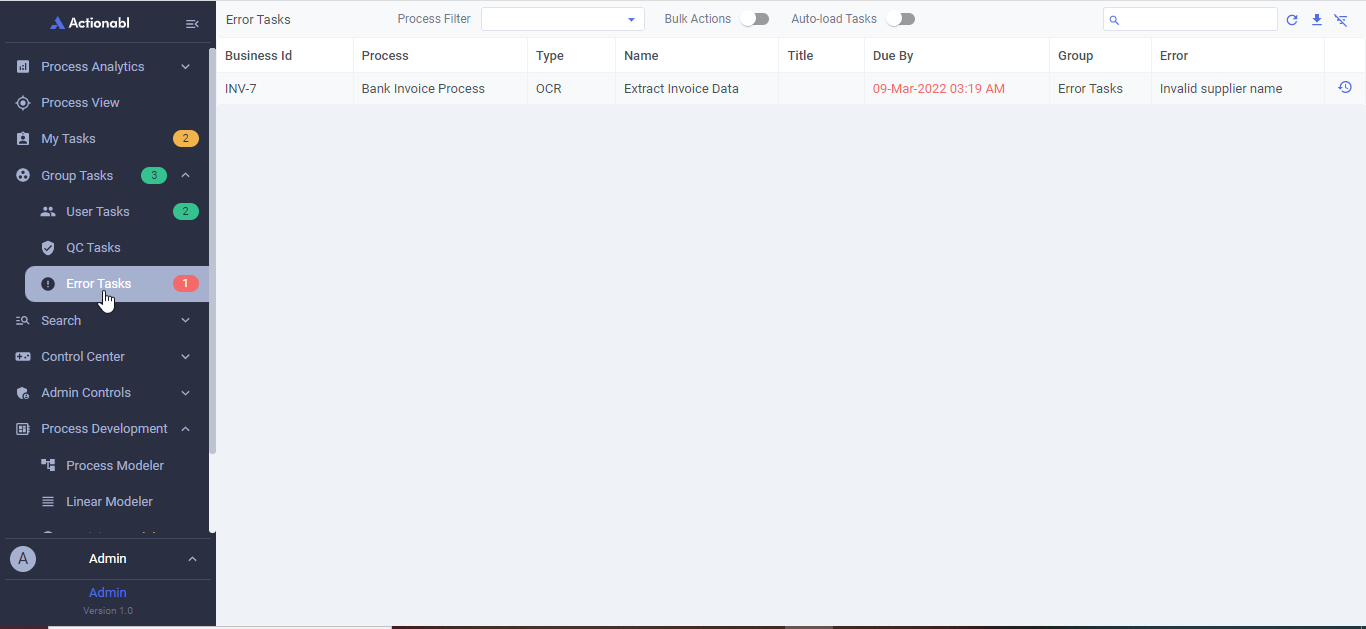 Actionabl
Process Analytics
Process View
My Tasks 2
Group Tasks 3
User Tasks 2
QC Tasks
Error Tasks 1
Search
Control Center
Admin Controls
Process Development
Process Modeler
Linear Modeler
A Admin
Admin
Version 1.0
Error Tasks Process Filter Bulk Actions Auto-load Tasks
Business Id Process Type Name Title Due By Group Error
INV-7 Bank Invoice Process OCR Extract Invoice Data 09-Mar-2022 03:19 AM Error Tasks Invalid supplier name